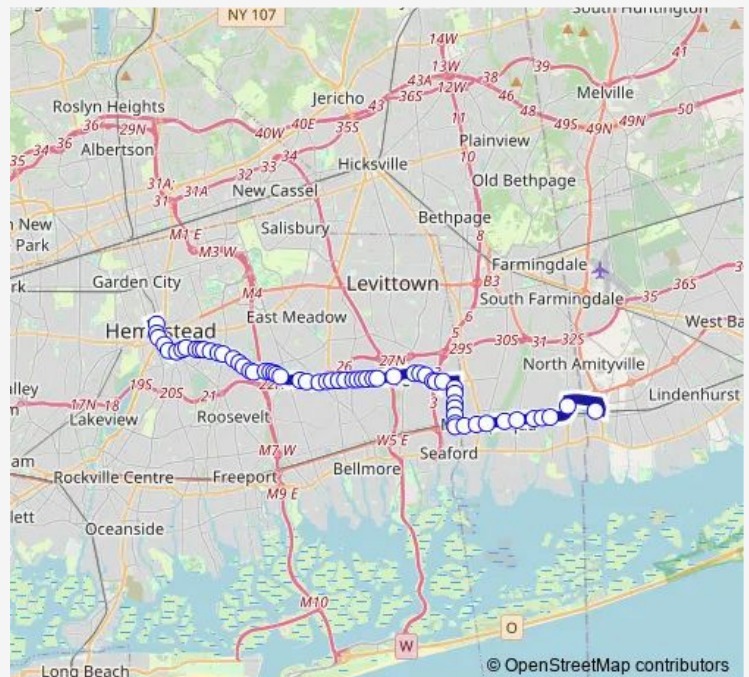 South Huntington
NY 107
14W
13W
41
43A
38
39
36S
12W
Roslyn Heights
Jericho
43
46
Melville
36
29N
40E
35S
48
50
34
36
40W
11
49S
49N
49N
35
Albertson
34
Plainview
33
10
32
Hicksville
31A;
31A
31
New Cassel
Old Bethpage
n New
Park
M1 E
Salisbury
Bethpage
M3 W
8
Farmingdale
3
rk
Garden City
M4
Levittown
B3
36S
South Farmingdale
35
East Meadow
5
West Ba
6
30S
31
32S
29S
26
27N
North Amityville
alley
19S
20S
Lindenhurst
17N
18
Roosevelt
3
Lakeview
M7 W
W5 E
Seaford
am
Bellmore
Rockville Centre
Freeport
M9 E
lett
Oceanside
M10
O
W
Long Beach
© OpenStreetMap contributors